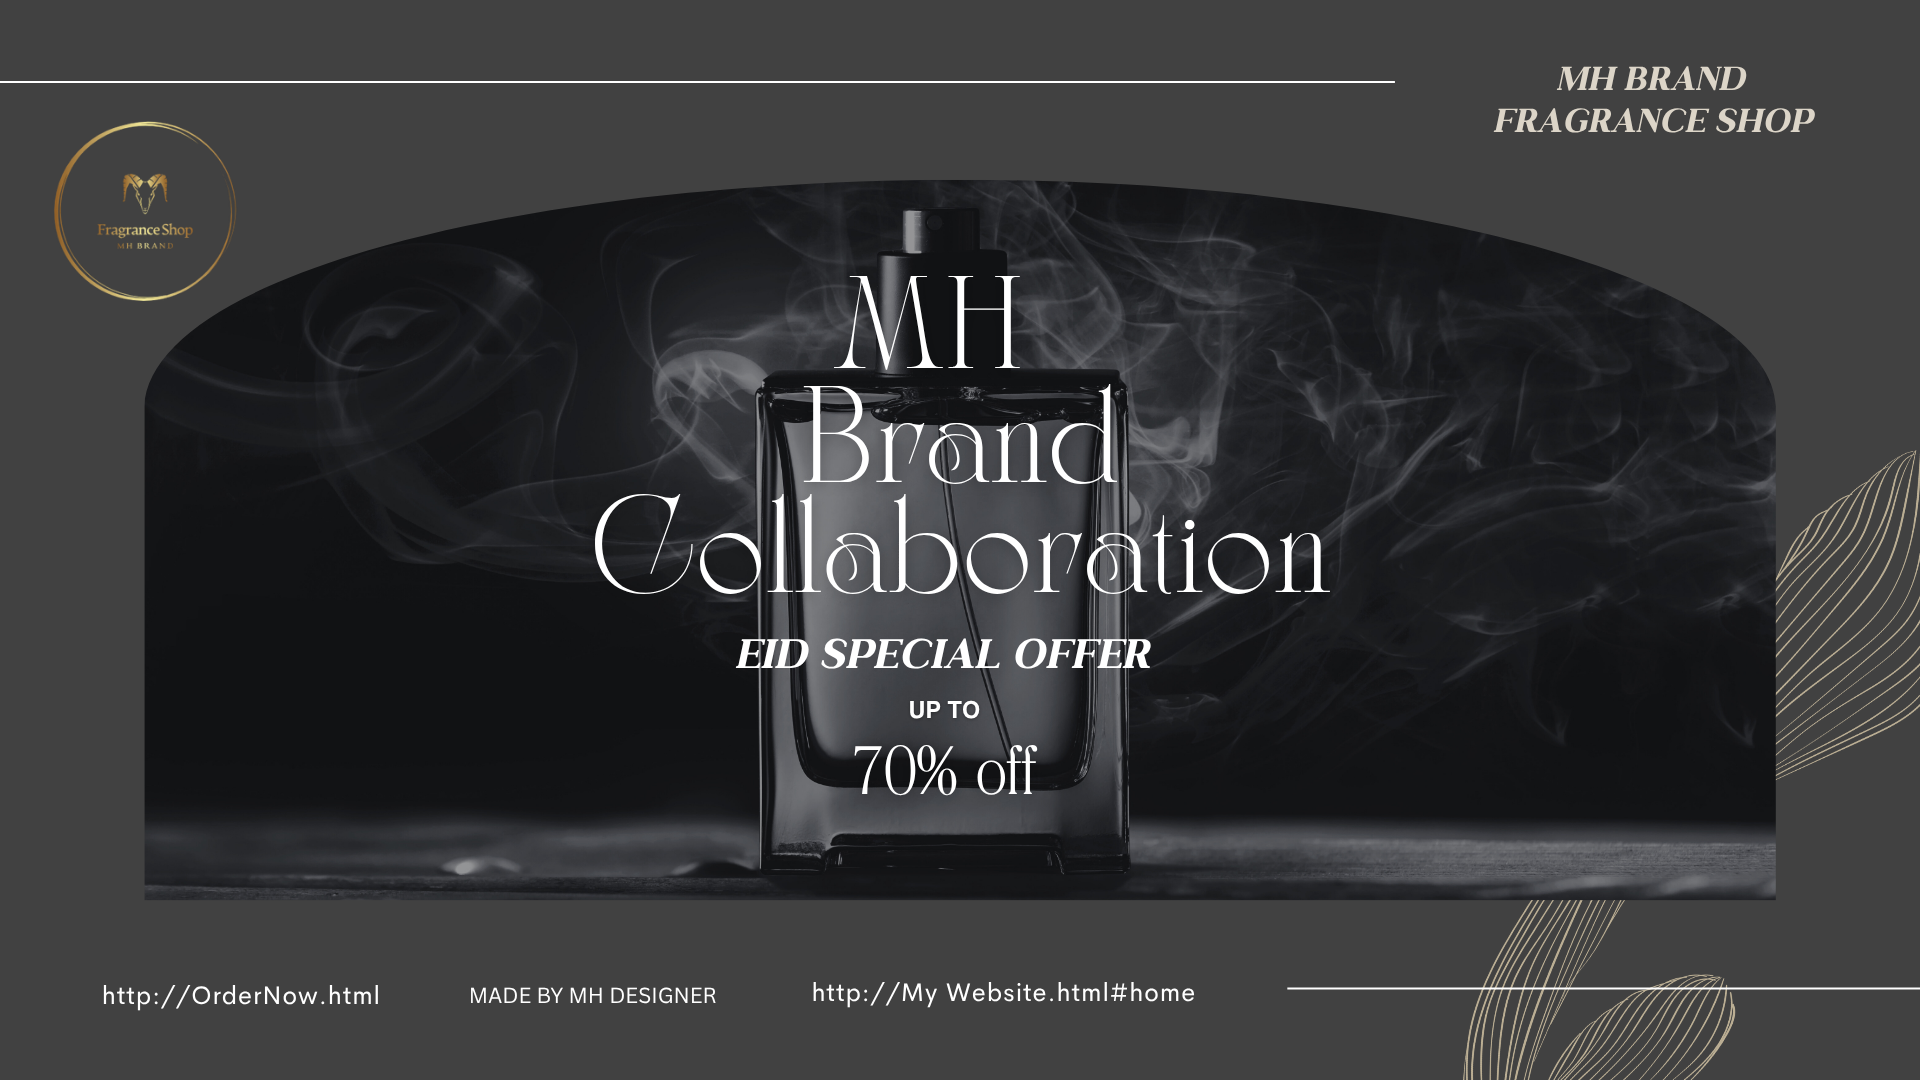 MH BRAND
FRAGRANCE SHOP
Fragrance Shop
MH BRAND
MH
Brand
Collaboration
EID SPECIAL OFFER
UP TO
70% off
http://OrderNow.html
MADE BY MH DESIGNER
http://My Website.html#home